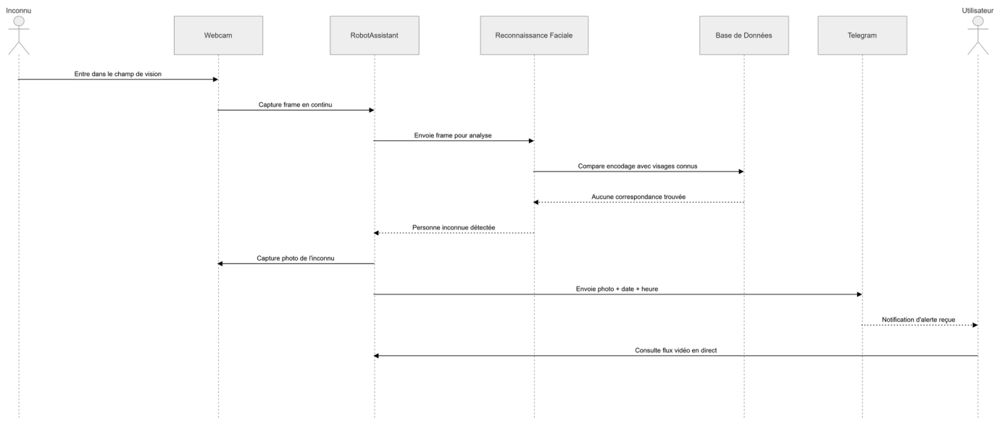 Inconnu
Utilisateur
Webcam
RobotAssistant
Reconnaissance Faciale
Base de Données
Telegram
Entre dans le champ de vision
Capture frame en continu
Envoie frame pour analyse
Compare encodage avec visages connus
Aucune correspondance trouvée
Personne inconnue détectée
Capture photo de l'inconnu
Envoie photo + date + heure
Notification d'alerte reçue
Consulte flux vidéo en direct